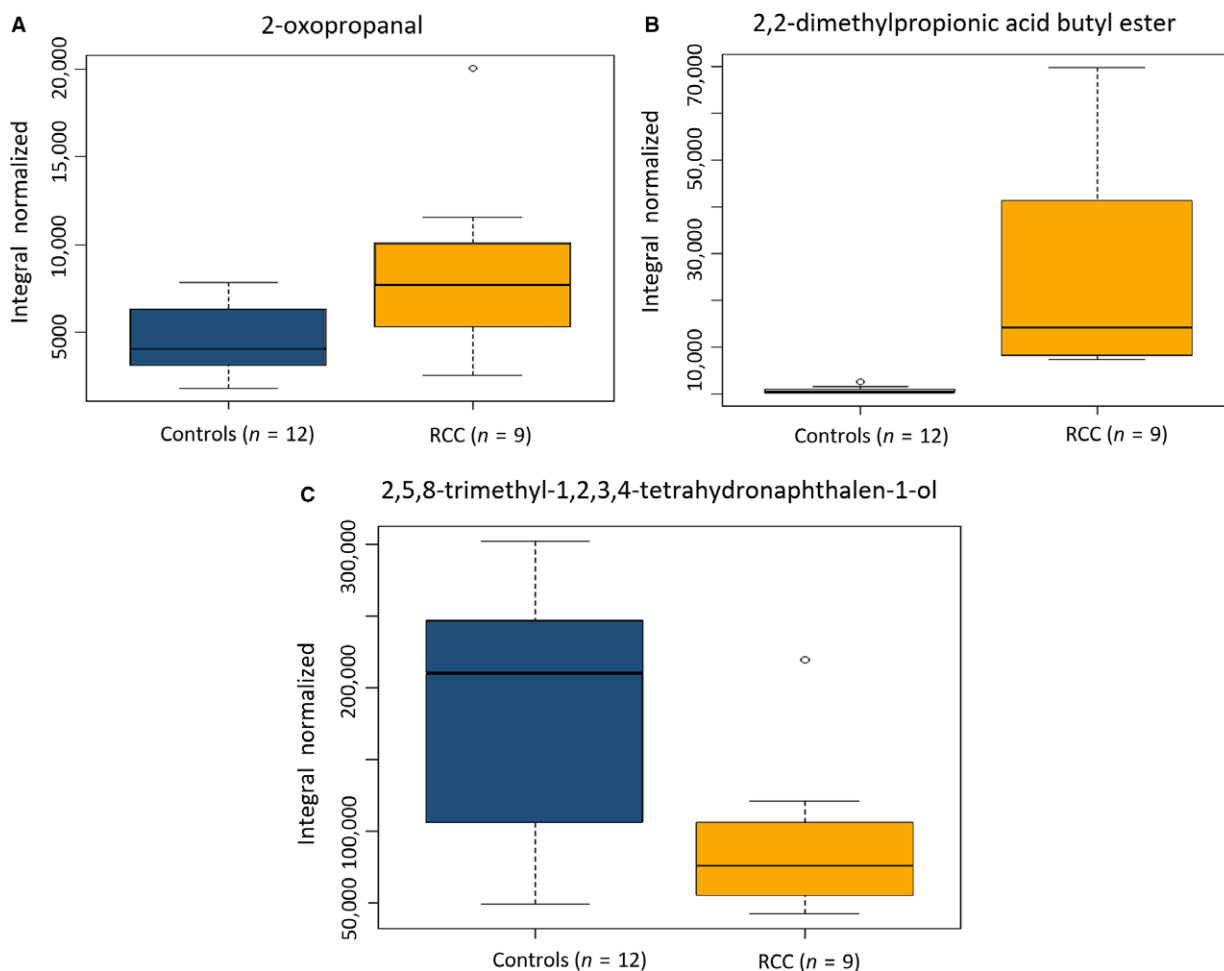 A
2-oxopropanal
Integral normalized
20,000
15,000
10,000
5000
Controls (n = 12)
RCC (n = 9)
B
2,2-dimethylpropionic acid butyl ester
Integral normalized
70,000
50,000
30,000
10,000
Controls (n = 12)
RCC (n = 9)
C
2,5,8-trimethyl-1,2,3,4-tetrahydronaphthalen-1-ol
Integral normalized
300,000
200,000
100,000
50,000
Controls (n = 12)
RCC (n = 9)